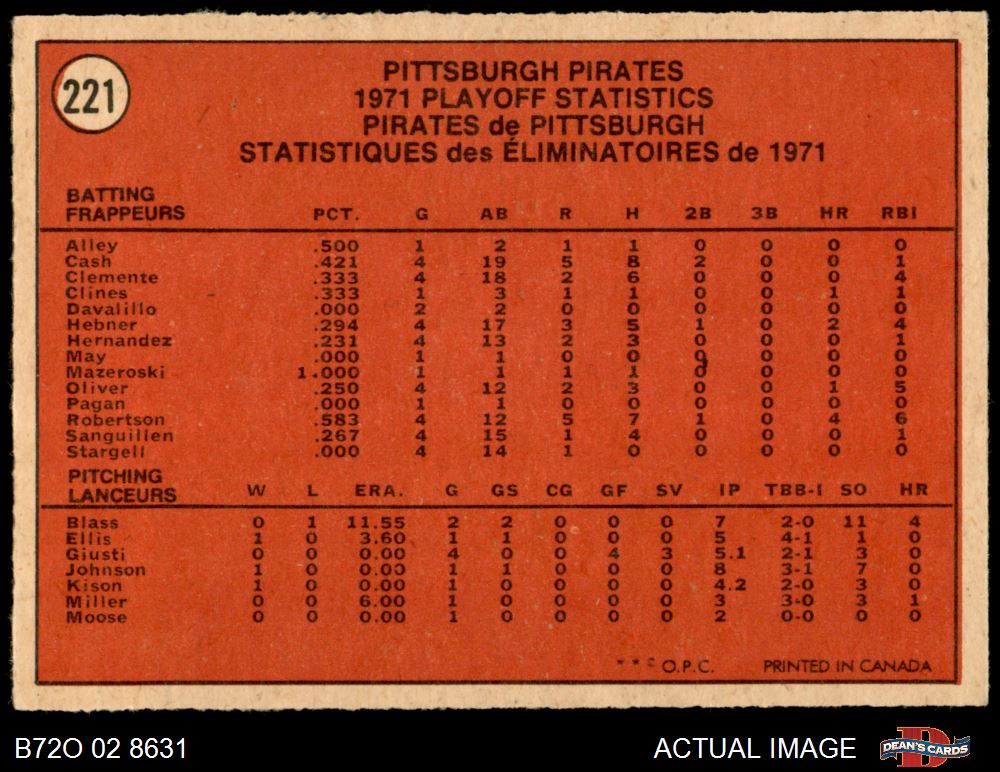 221
PITTSBURGH PIRATES
1971 PLAYOFF STATISTICS
PIRATES de PITTSBURGH
STATISTIQUES des ÉLIMINATOIRES de 1971
BATTING
FRAPPEURS PCT. G AB R H 2B 3B HR RBI
Alley .500 1 2 1 1 0 0 0 0
Cash .421 4 19 5 8 2 0 0 1
Clemente .333 4 18 2 6 0 0 0 4
Clines .333 1 3 1 1 0 0 1 1
Davalillo .000 2 2 0 0 0 0 0 0
Hebner .294 4 17 3 5 1 0 2 4
Hernandez .231 4 13 2 3 0 0 0 1
May .000 1 1 0 0 0 0 0 0
Mazeroski 1.000 1 1 1 1 0 0 0 0
Oliver .250 4 12 2 3 0 0 1 5
Pagan .000 1 1 0 0 0 0 0 0
Robertson .583 4 12 5 7 1 0 4 6
Sanguillen .267 4 15 1 4 0 0 0 1
Stargell .000 4 14 1 0 0 0 0 0
PITCHING
LANCEURS W L ERA. G GS CG GF SV IP TBB-I SO HR
Blass 0 1 11.55 2 2 0 0 0 7 2-0 11 4
Ellis 1 0 3.60 1 1 0 0 0 5 4-1 1 0
Giusti 0 0 0.00 4 0 0 4 3 5.1 2-1 3 0
Johnson 1 0 0.00 1 1 0 0 0 8 3-1 7 0
Kison 1 0 0.00 1 0 0 0 0 4.2 2-0 3 0
Miller 0 0 6.00 1 0 0 0 0 3 3-0 3 1
Moose 0 0 0.00 1 0 0 0 0 2 0-0 0 0
O.P.C. PRINTED IN CANADA
B72O 02 8631 ACTUAL IMAGE DEAN'S CARDS